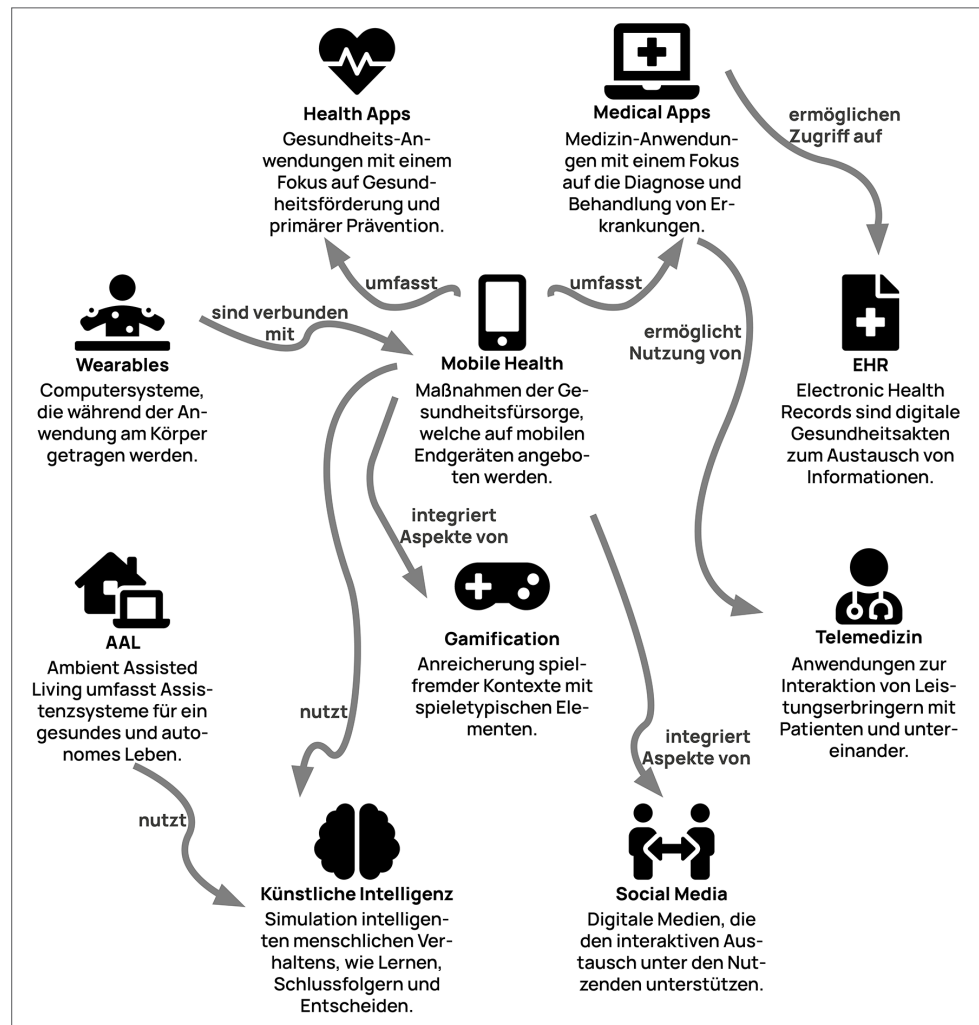 Health Apps
Gesundheits-An-
wendungen mit einem
Fokus auf Gesund-
heitsförderung und
primärer Prävention.
Medical Apps
Medizin-Anwendun-
gen mit einem Fokus
auf die Diagnose und
Behandlung von Er-
krankungen.
ermöglichen
Zugriff auf
umfasst
umfasst
sind verbunden
mit
ermöglicht
Nutzung von
Wearables
Computersysteme,
die während der An-
wendung am Körper
getragen werden.
Mobile Health
Maßnahmen der Ge-
sundheitsfürsorge,
welche auf mobilen
Endgeräten angebo-
ten werden.
EHR
Electronic Health
Records sind digitale
Gesundheitsakten
zum Austausch von
Informationen.
integriert
Aspekte von
AAL
Ambient Assisted
Living umfasst Assis-
tenzsysteme für ein
gesundes und auto-
nomes Leben.
Gamification
Anreicherung spiel-
fremder Kontexte mit
spieletypischen Ele-
menten.
Telemedizin
Anwendungen zur
Interaktion von Leis-
tungserbringern mit
Patienten und unter-
einander.
nutzt
integriert
Aspekte von
nutzt
Künstliche Intelligenz
Simulation intelligen-
ten menschlichen Ver-
haltens, wie Lernen,
Schlussfolgern und
Entscheiden.
Social Media
Digitale Medien, die
den interaktiven Aus-
tausch unter den Nut-
zenden unterstützen.